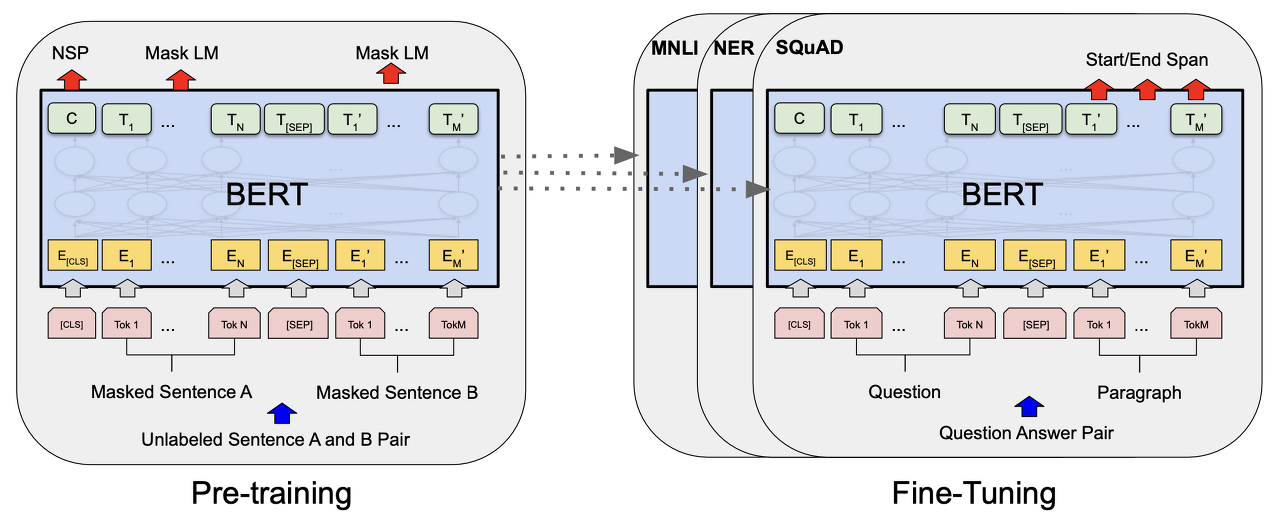 NSP Mask LM Mask LM
C T1 ... TN T[SEP] T1' ... TM'
...
BERT
...
E[CLS] E1 ... EN E[SEP] E1' ... EM'
[CLS] Tok 1 ... Tok N [SEP] Tok 1 ... TokM
Masked Sentence A Masked Sentence B
Unlabeled Sentence A and B Pair
Pre-training
MNLI NER SQuAD
Start/End Span
C T1 ... TN T[SEP] T1' ... TM'
...
BERT
...
E[CLS] E1 ... EN E[SEP] E1' ... EM'
[CLS] Tok 1 ... Tok N [SEP] Tok 1 ... TokM
Question Paragraph
Question Answer Pair
Fine-Tuning